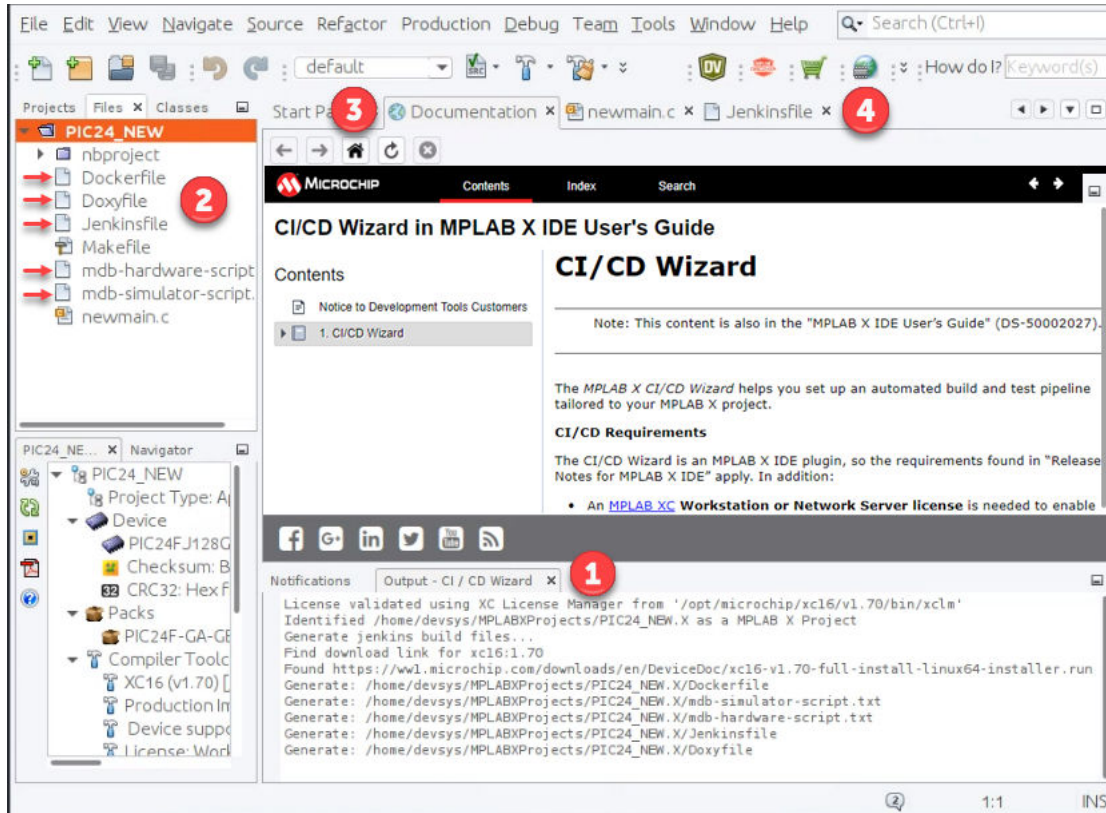 File Edit View Navigate Source Refactor Production Debug Team Tools Window Help Search (Ctrl+I)
default SRC DV How do I? Keyword(s)
Projects Files Classes
Start Pa 3 Documentation newmain.c Jenkinsfile 4
PIC24_NEW
nbproject
Dockerfile
Doxyfile
2
Jenkinsfile
Makefile
mdb-hardware-script
mdb-simulator-script.
newmain.c
MICROCHIP Contents Index Search
CI/CD Wizard in MPLAB X IDE User's Guide
Contents
Notice to Development Tools Customers
1. CI/CD Wizard
CI/CD Wizard
Note: This content is also in the "MPLAB X IDE User's Guide" (DS-50002027).
The MPLAB X CI/CD Wizard helps you set up an automated build and test pipeline
tailored to your MPLAB X project.
CI/CD Requirements
The CI/CD Wizard is an MPLAB X IDE plugin, so the requirements found in "Release
Notes for MPLAB X IDE" apply. In addition:
• An MPLAB XC Workstation or Network Server license is needed to enable
f G+ in You Tube
PIC24_NE... Navigator
PIC24_NEW
Project Type: A
Device
PIC24FJ128G
Checksum: B
32 CRC32: Hex f
Packs
PIC24F-GA-GE
Compiler Toolc
XC16 (v1.70) [
Production Im
Device suppo
License: Work
Notifications Output - CI / CD Wizard 1
License validated using XC License Manager from '/opt/microchip/xc16/v1.70/bin/xclm'
Identified /home/devsys/MPLABXProjects/PIC24_NEW.X as a MPLAB X Project
Generate jenkins build files...
Find download link for xc16:1.70
Found https://ww1.microchip.com/downloads/en/DeviceDoc/xc16-v1.70-full-install-linux64-installer.run
Generate: /home/devsys/MPLABXProjects/PIC24_NEW.X/Dockerfile
Generate: /home/devsys/MPLABXProjects/PIC24_NEW.X/mdb-simulator-script.txt
Generate: /home/devsys/MPLABXProjects/PIC24_NEW.X/mdb-hardware-script.txt
Generate: /home/devsys/MPLABXProjects/PIC24_NEW.X/Jenkinsfile
Generate: /home/devsys/MPLABXProjects/PIC24_NEW.X/Doxyfile
2 1:1 INS